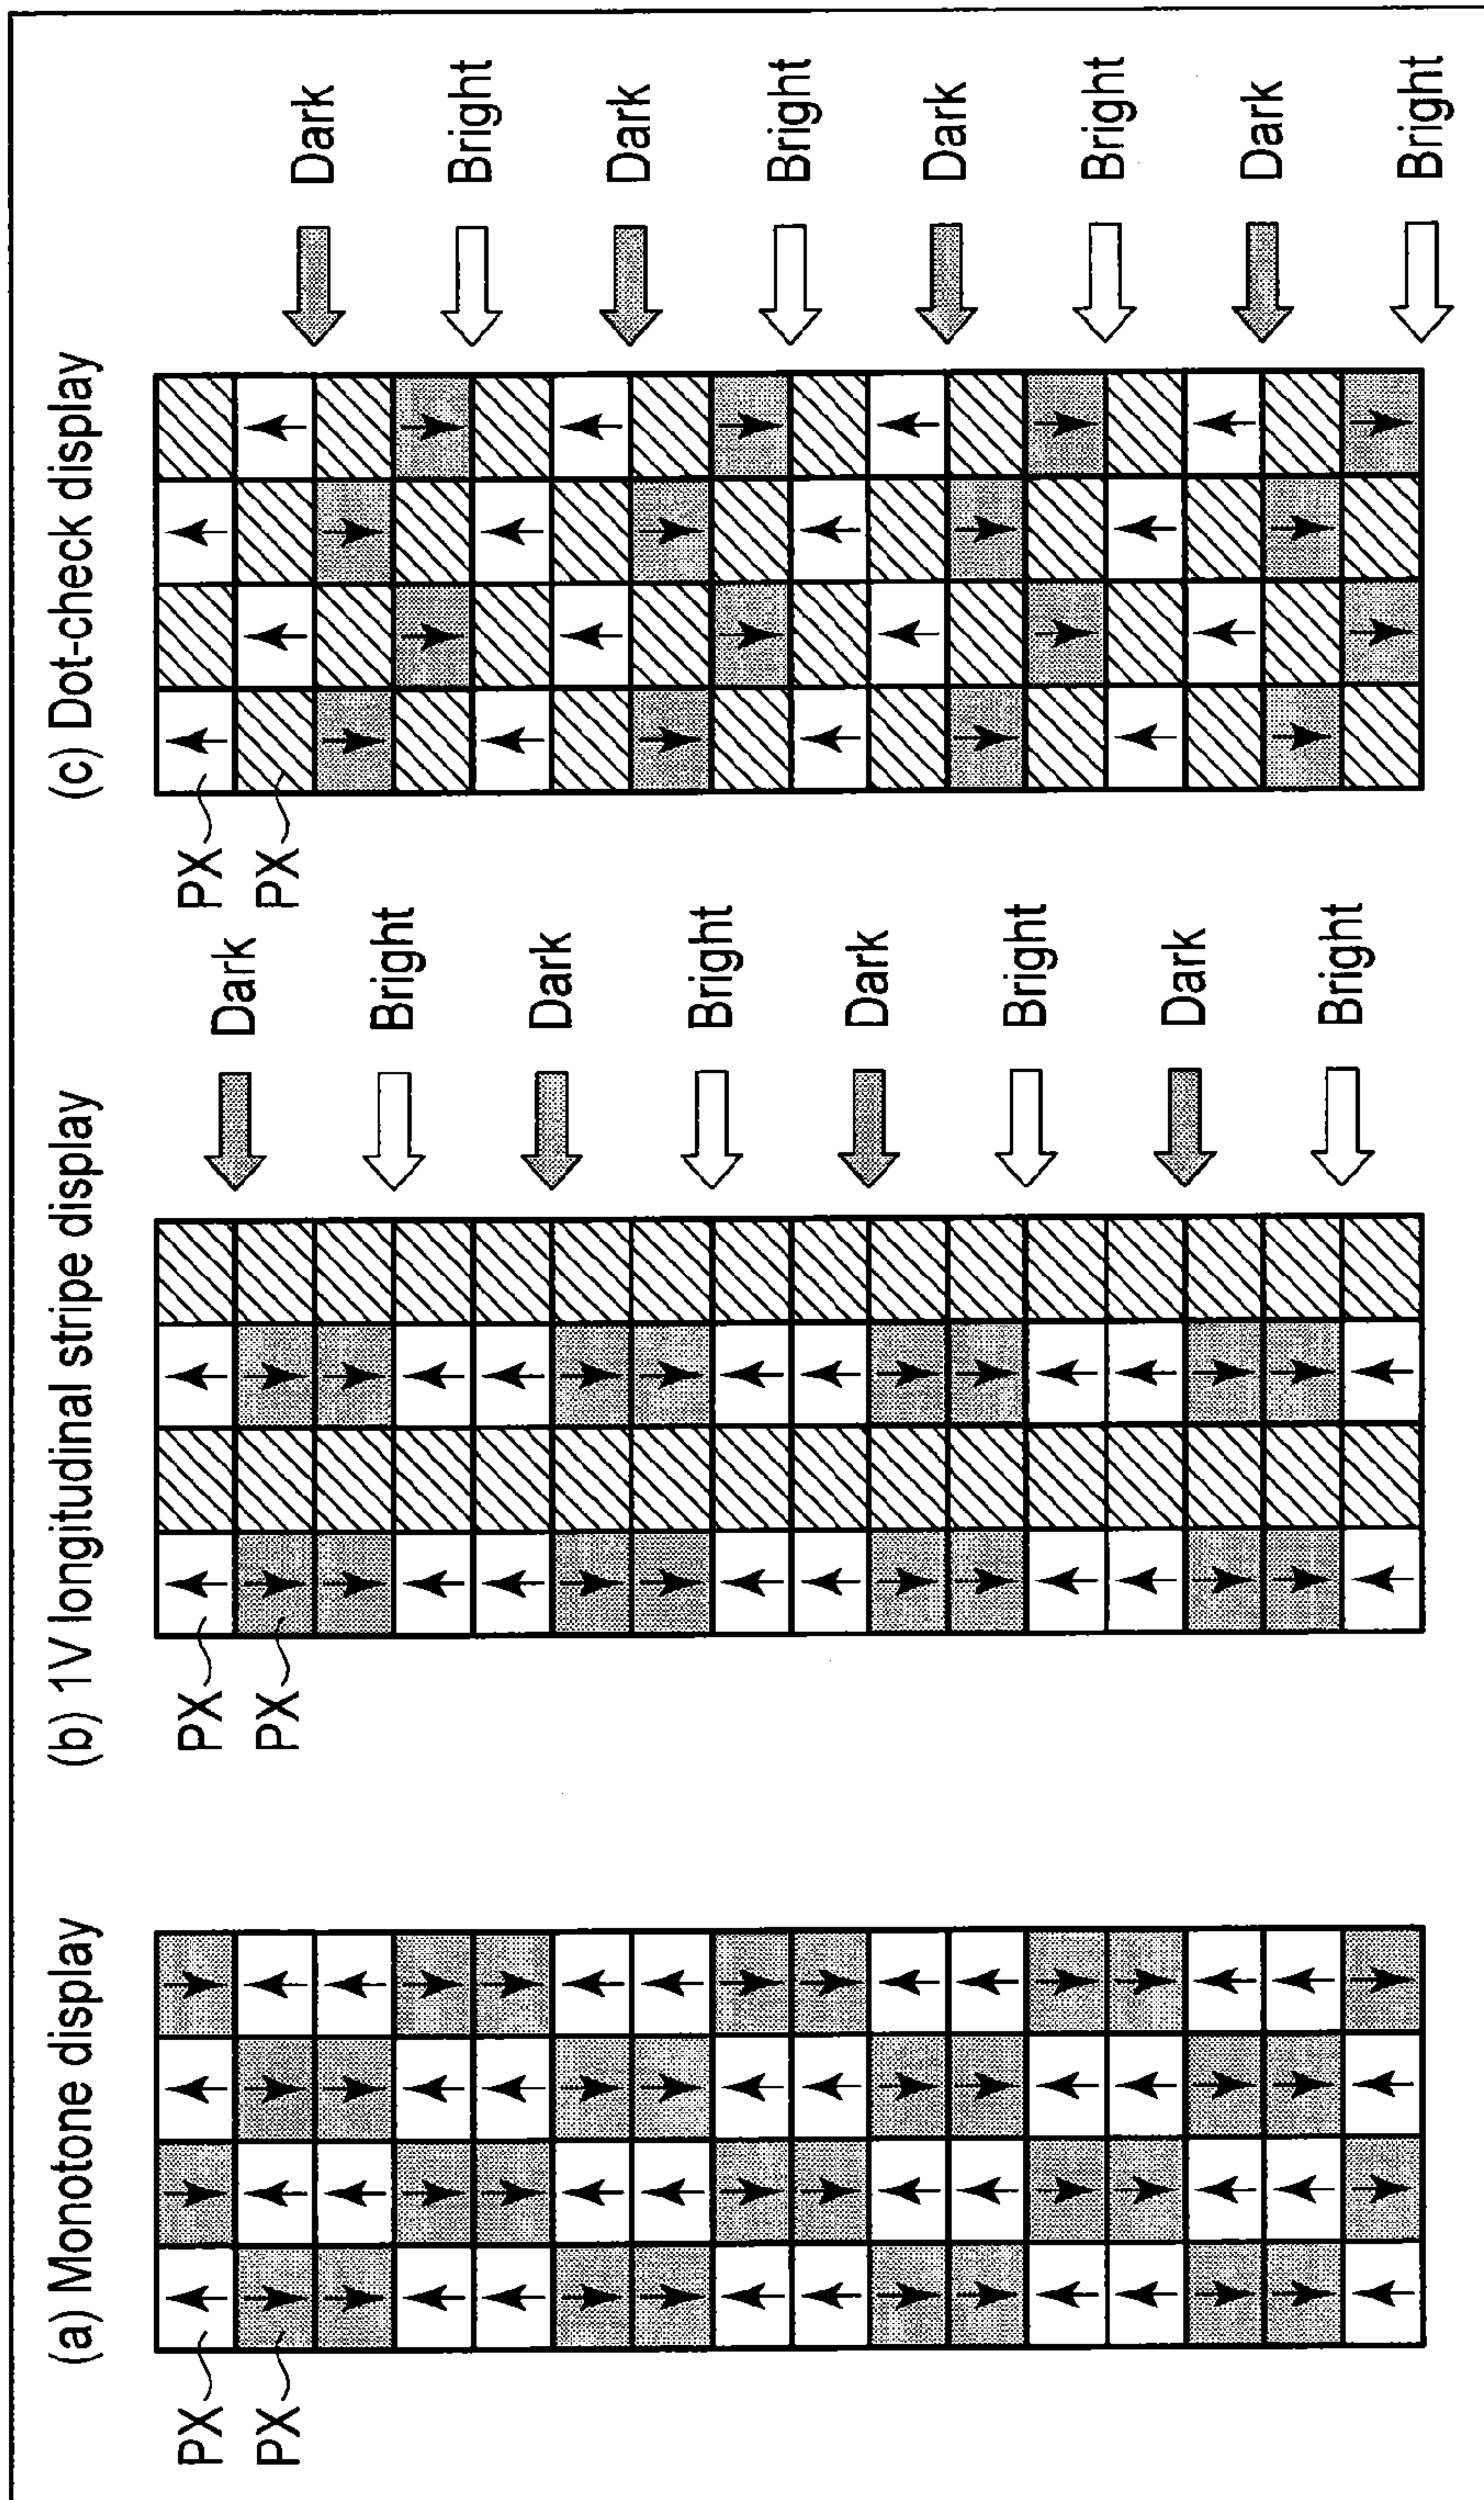 (a) Monotone display
PX
PX
(b) 1V longitudinal stripe display
PX
PX
Dark
Bright
Dark
Bright
Dark
Bright
Dark
Bright
(c) Dot-check display
PX
PX
Dark
Bright
Dark
Bright
Dark
Bright
Dark
Bright